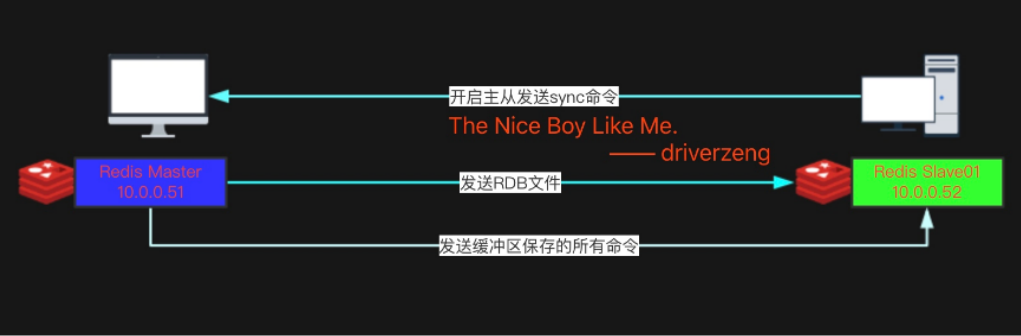 开启主从发送sync命令
The Nice Boy Like Me.
—— driverzeng
Redis Master
10.0.0.51
发送RDB文件
Redis Slave01
10.0.0.52
发送缓冲区保存的所有命令